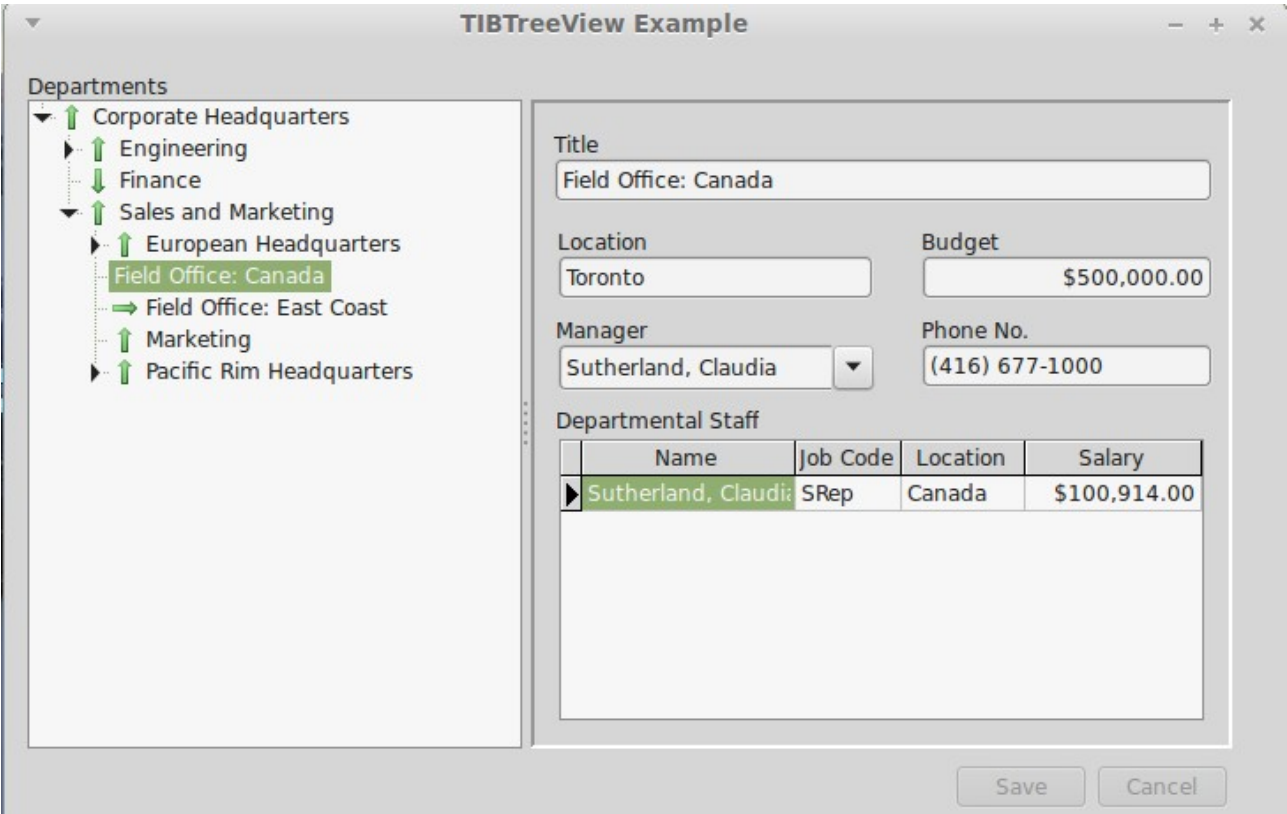 TIBTreeView Example
Departments
Corporate Headquarters
Engineering
Finance
Sales and Marketing
European Headquarters
Field Office: Canada
Field Office: East Coast
Marketing
Pacific Rim Headquarters
Title
Field Office: Canada
Location Budget
Toronto $500,000.00
Manager Phone No.
Sutherland, Claudia (416) 677-1000
Departmental Staff
Name Job Code Location Salary
Sutherland, Claudia SRep Canada $100,914.00
Save Cancel